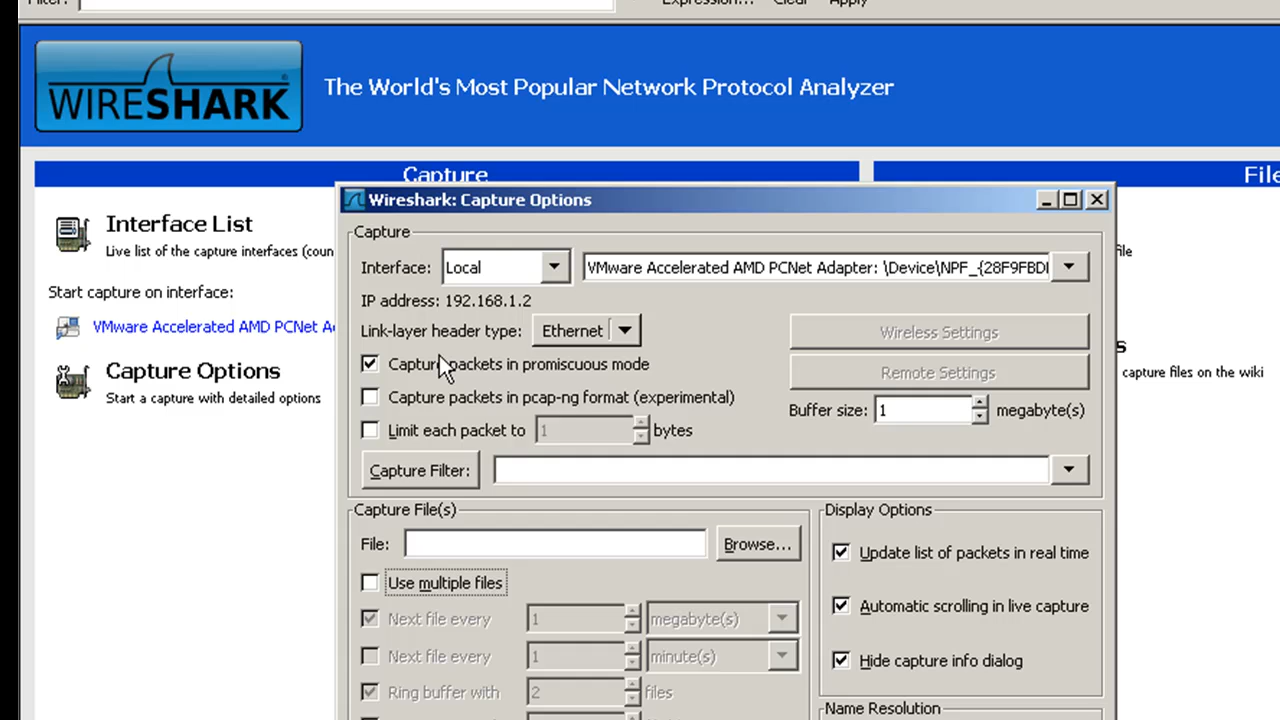 Filter:
Expression... Clear Apply
WIRESHARK
The World's Most Popular Network Protocol Analyzer
Capture
File
Interface List
Live list of the capture interfaces (coun
Start capture on interface:
VMware Accelerated AMD PCNet A
Capture Options
Start a capture with detailed options
file
s
capture files on the wiki
Wireshark: Capture Options
Capture
Interface: Local VMware Accelerated AMD PCNet Adapter: \Device\NPF_{28F9FBD
IP address: 192.168.1.2
Link-layer header type: Ethernet Wireless Settings
Capture packets in promiscuous mode Remote Settings
Capture packets in pcap-ng format (experimental) Buffer size: 1 megabyte(s)
Limit each packet to 1 bytes
Capture Filter:
Capture File(s)
File: Browse...
Use multiple files
Next file every 1 megabyte(s)
Next file every 1 minute(s)
Ring buffer with 2 files
Display Options
Update list of packets in real time
Automatic scrolling in live capture
Hide capture info dialog
Name Resolution